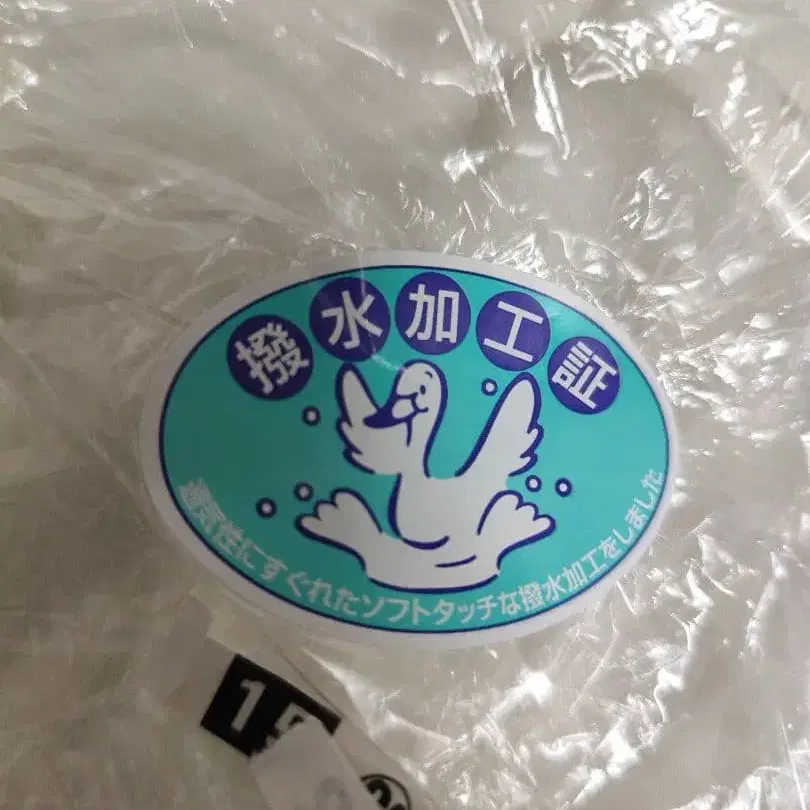 撥水加工証
通気性にすぐれたソフトタッチな撥水加工をしました
1